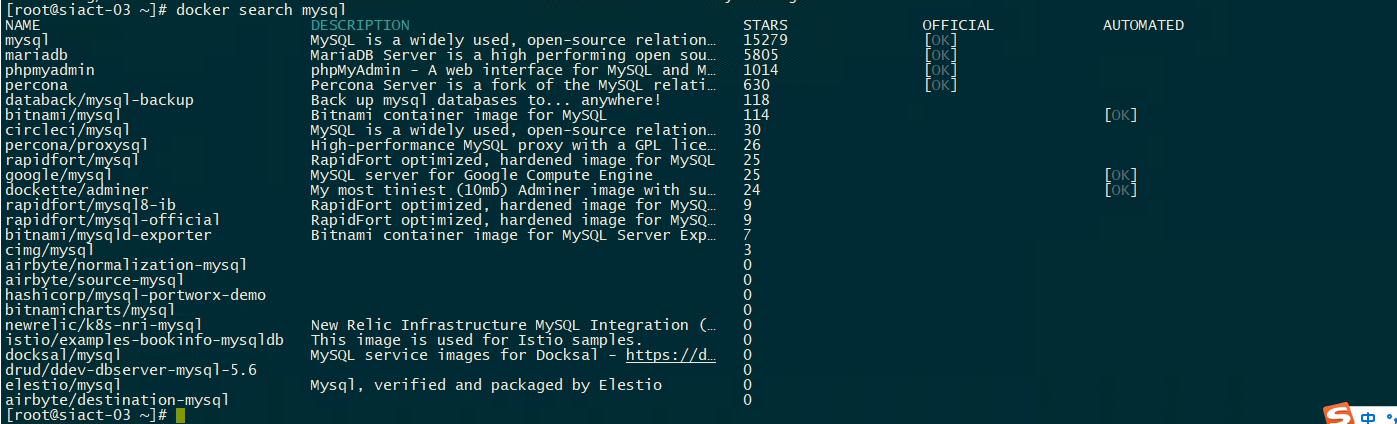 [root@siact-03 ~]# docker search mysql
NAME DESCRIPTION STARS OFFICIAL AUTOMATED
mysql MySQL is a widely used, open-source relation… 15279 [OK]
mariadb MariaDB Server is a high performing open sou… 5805 [OK]
phpmyadmin phpMyAdmin - A web interface for MySQL and M… 1014 [OK]
percona Percona Server is a fork of the MySQL relati… 630 [OK]
databack/mysql-backup Back up mysql databases to... anywhere! 118
bitnami/mysql Bitnami container image for MySQL 114 [OK]
circleci/mysql MySQL is a widely used, open-source relation… 30
percona/proxysql High-performance MySQL proxy with a GPL lice… 26
rapidfort/mysql RapidFort optimized, hardened image for MySQL 25
google/mysql MySQL server for Google Compute Engine 25 [OK]
dockette/adminer My most tiniest (10mb) Adminer image with su… 24 [OK]
rapidfort/mysql8-ib RapidFort optimized, hardened image for MySQ… 9
rapidfort/mysql-official RapidFort optimized, hardened image for MySQ… 9
bitnami/mysqld-exporter Bitnami container image for MySQL Server Exp… 7
cimg/mysql 3
airbyte/normalization-mysql 0
airbyte/source-mysql 0
hashicorp/mysql-portworx-demo 0
bitnamicharts/mysql 0
newrelic/k8s-nri-mysql New Relic Infrastructure MySQL Integration (… 0
istio/examples-bookinfo-mysqldb This image is used for Istio samples. 0
docksal/mysql MySQL service images for Docksal - https://d… 0
drud/ddev-dbserver-mysql-5.6 0
elestio/mysql Mysql, verified and packaged by Elestio 0
airbyte/destination-mysql 0
[root@siact-03 ~]#
S 中